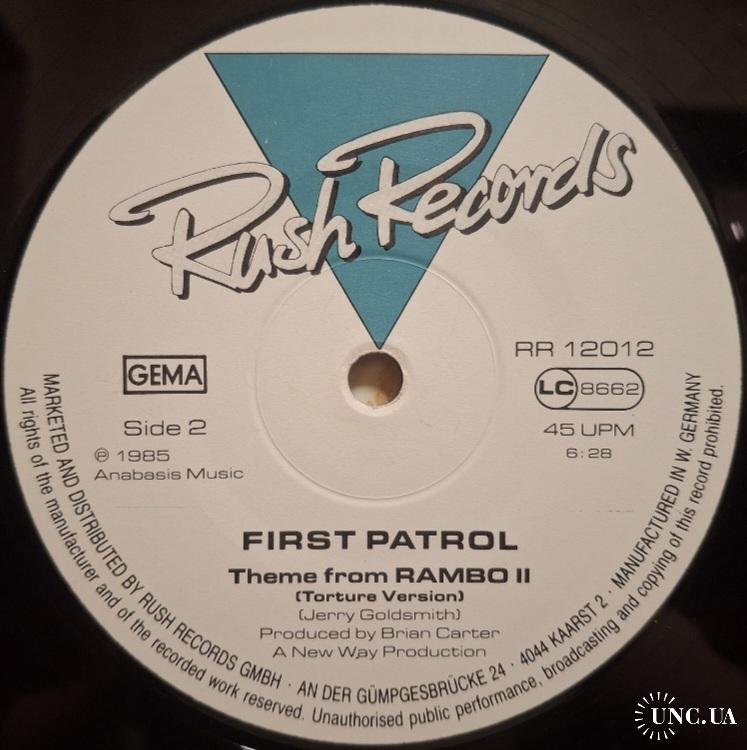 Rush Records
GEMA
Side 2
℗ 1985
Anabasis Music
RR 12012
LC 8662
45 UPM
6:28
FIRST PATROL
Theme from RAMBO II
(Torture Version)
(Jerry Goldsmith)
Produced by Brian Carter
A New Way Production
MARKETED AND DISTRIBUTED BY RUSH RECORDS GMBH · AN DER GÜMPGESBRÜCKE 24 · 4044 KAARST 2 · MANUFACTURED IN W. GERMANY
All rights of the manufacturer and of the recorded work reserved. Unauthorised public performance, broadcasting and copying of this record prohibited.
UNC.UA